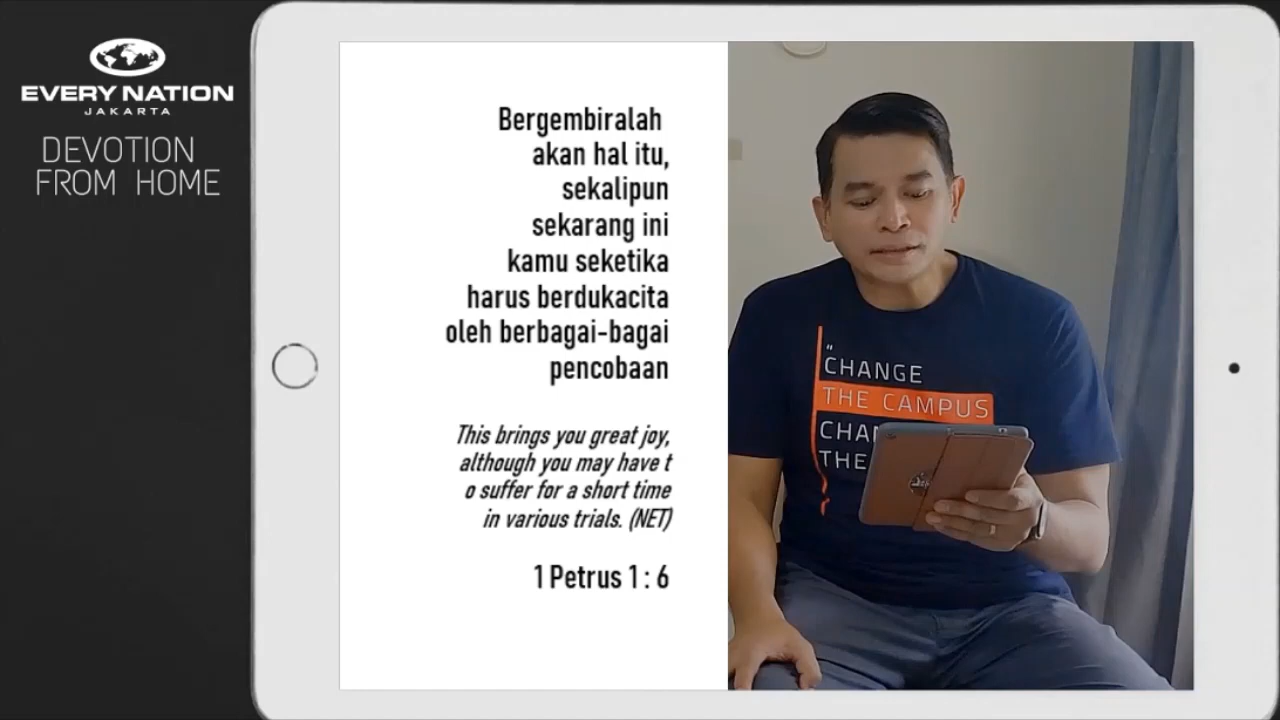 EVERY NATION
JAKARTA
DEVOTION
FROM HOME
Bergembiralah
akan hal itu,
sekalipun
sekarang ini
kamu seketika
harus berdukacita
oleh berbagai-bagai
pencobaan
This brings you great joy,
although you may have t
o suffer for a short time
in various trials. (NET)
1 Petrus 1 : 6
"
CHANGE
THE CAMPUS
THE